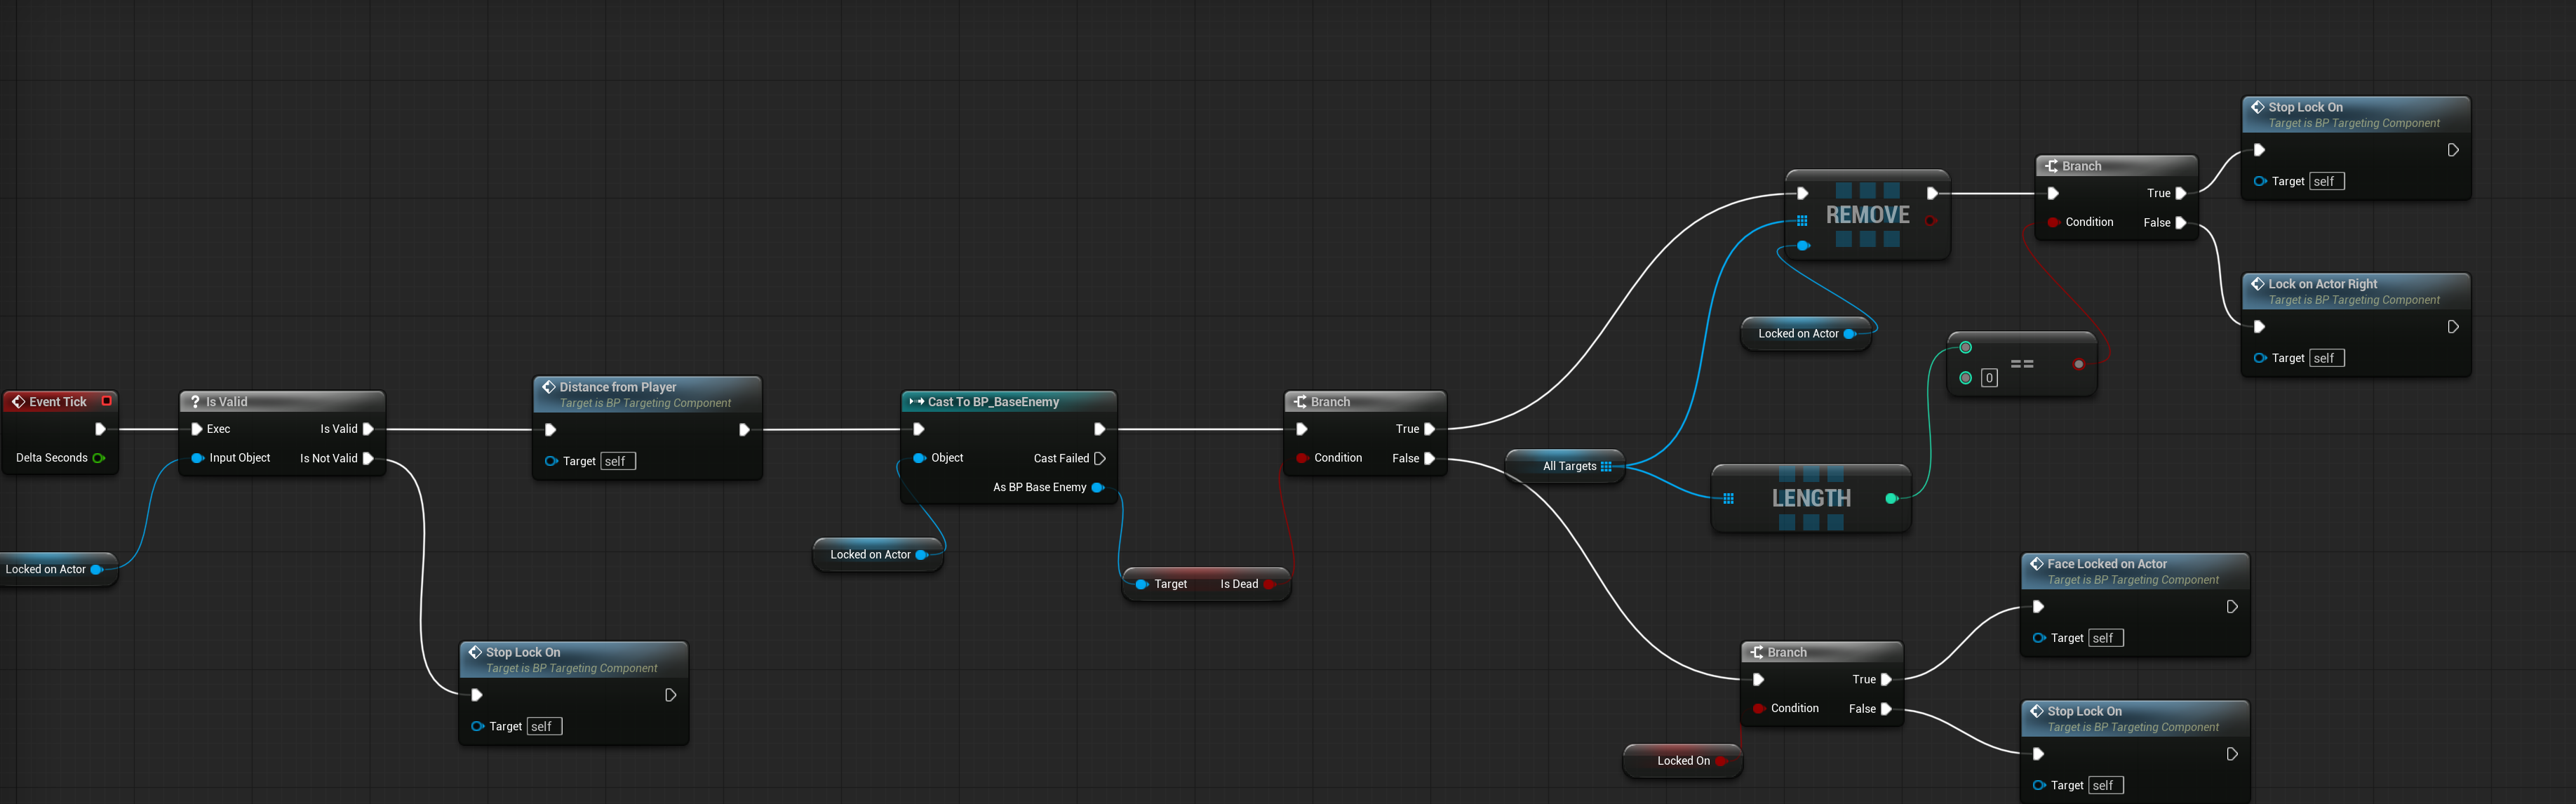 Event Tick
Delta Seconds
Locked on Actor
Is Valid
Exec
Is Valid
Input Object
Is Not Valid
Stop Lock On
Target is BP Targeting Component
Target self
Distance from Player
Target is BP Targeting Component
Target self
Locked on Actor
Cast To BP_BaseEnemy
Object
Cast Failed
As BP Base Enemy
Target
Is Dead
Branch
True
Condition
False
All Targets
REMOVE
Locked on Actor
LENGTH
==
0
Branch
True
Condition
False
Stop Lock On
Target is BP Targeting Component
Target self
Lock on Actor Right
Target is BP Targeting Component
Target self
Branch
True
Condition
False
Locked On
Face Locked on Actor
Target is BP Targeting Component
Target self
Stop Lock On
Target is BP Targeting Component
Target self